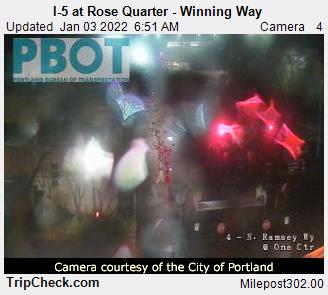 I-5 at Rose Quarter - Winning Way
Updated Jan 03 2022 6:51 AM Camera 4
PBOT
PORTLAND BUREAU OF TRANSPORTATION
4 - N. Ramsey Wy
@ One Ctr
Camera courtesy of the City of Portland
TripCheck.com Milepost302.00